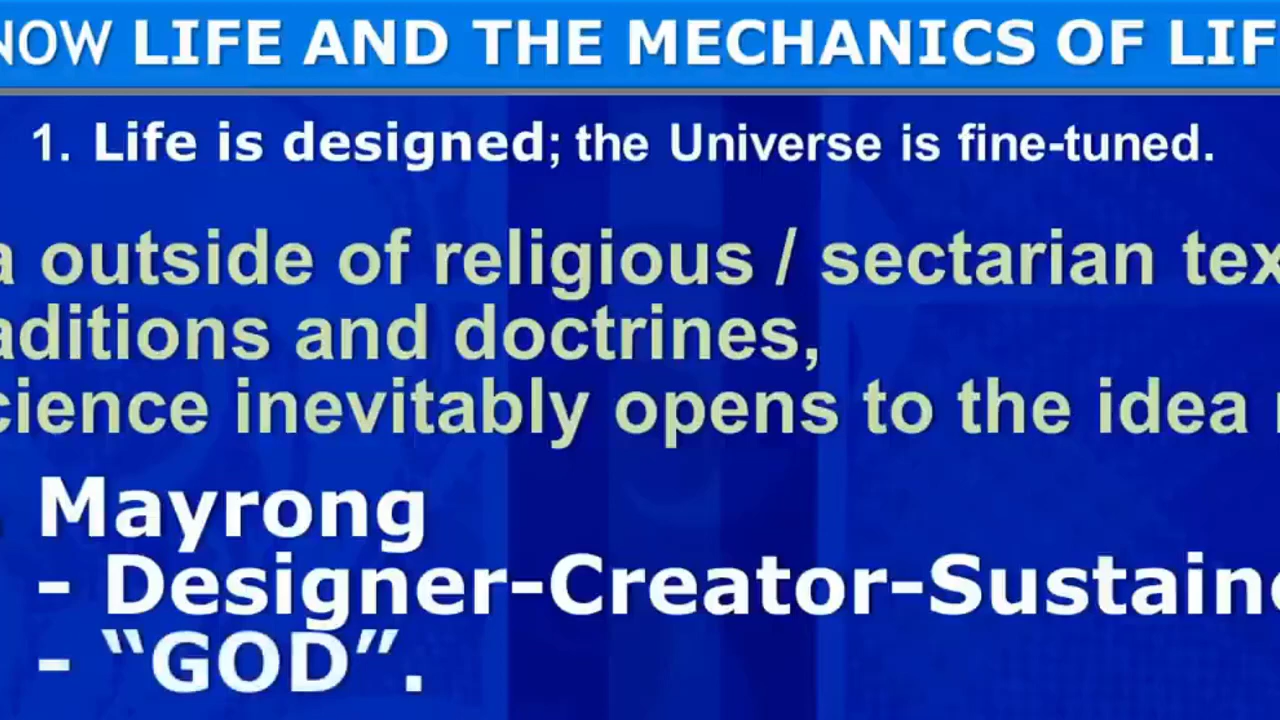 NOW LIFE AND THE MECHANICS OF LIF
1. Life is designed; the Universe is fine-tuned.
a outside of religious / sectarian tex
aditions and doctrines,
cience inevitably opens to the idea
Mayrong
- Designer-Creator-Sustaine
- “GOD”.